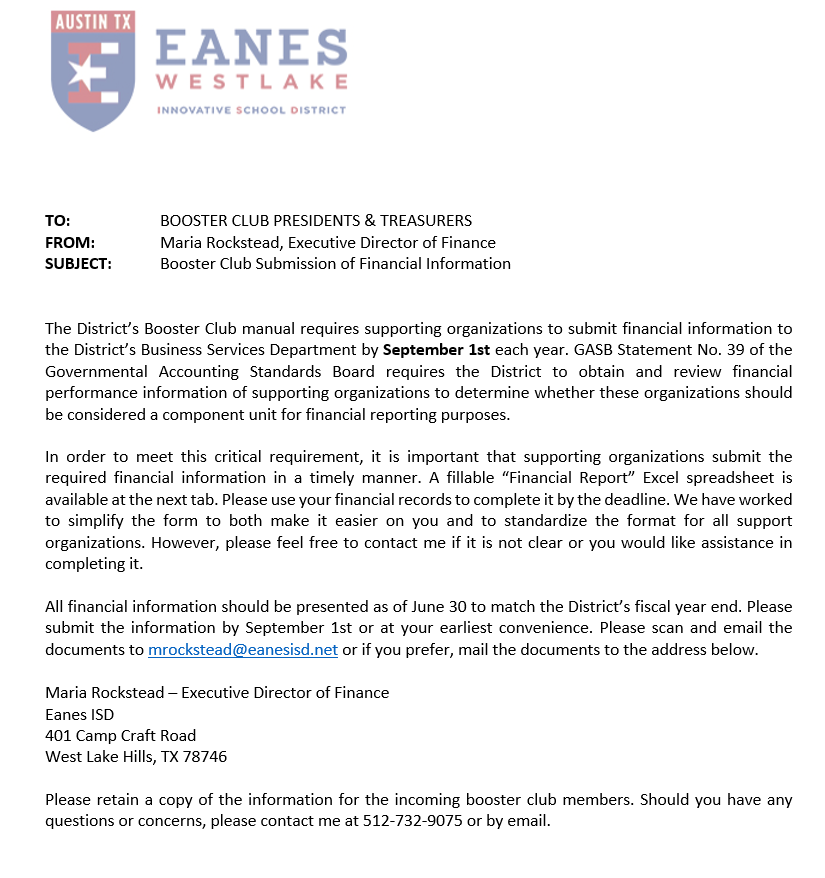 AUSTIN TX
EANES
WESTLAKE
INNOVATIVE SCHOOL DISTRICT
TO: BOOSTER CLUB PRESIDENTS & TREASURERS
FROM: Maria Rockstead, Executive Director of Finance
SUBJECT: Booster Club Submission of Financial Information
The District’s Booster Club manual requires supporting organizations to submit financial information to
the District’s Business Services Department by September 1st each year. GASB Statement No. 39 of the
Governmental Accounting Standards Board requires the District to obtain and review financial
performance information of supporting organizations to determine whether these organizations should
be considered a component unit for financial reporting purposes.
In order to meet this critical requirement, it is important that supporting organizations submit the
required financial information in a timely manner. A fillable “Financial Report” Excel spreadsheet is
available at the next tab. Please use your financial records to complete it by the deadline. We have worked
to simplify the form to both make it easier on you and to standardize the format for all support
organizations. However, please feel free to contact me if it is not clear or you would like assistance in
completing it.
All financial information should be presented as of June 30 to match the District’s fiscal year end. Please
submit the information by September 1st or at your earliest convenience. Please scan and email the
documents to mrockstead@eanesisd.net or if you prefer, mail the documents to the address below.
Maria Rockstead – Executive Director of Finance
Eanes ISD
401 Camp Craft Road
West Lake Hills, TX 78746
Please retain a copy of the information for the incoming booster club members. Should you have any
questions or concerns, please contact me at 512-732-9075 or by email.